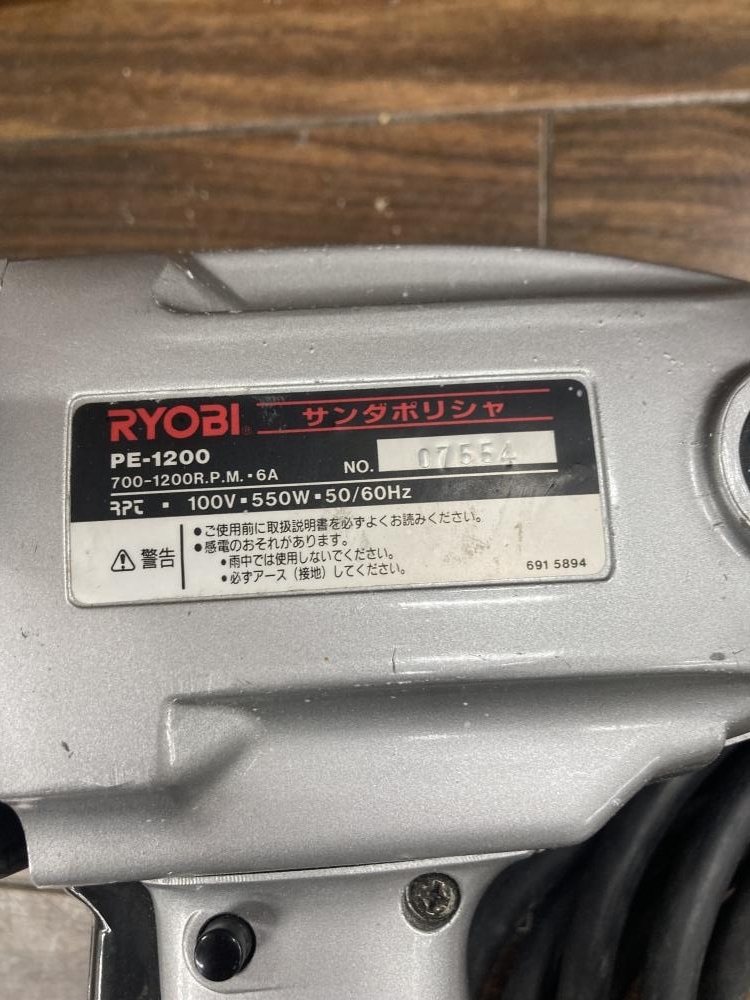 RYOBI® サンダポリシャ
PE-1200
700-1200R.P.M.・6A NO. 07554
RPT ▪ 100V▪550W▪50/60Hz
⚠警告
●ご使用前に取扱説明書を必ずよくお読みください。
●感電のおそれがあります。
●雨中では使用しないでください。
●必ずアース（接地）してください。
1
691 5894